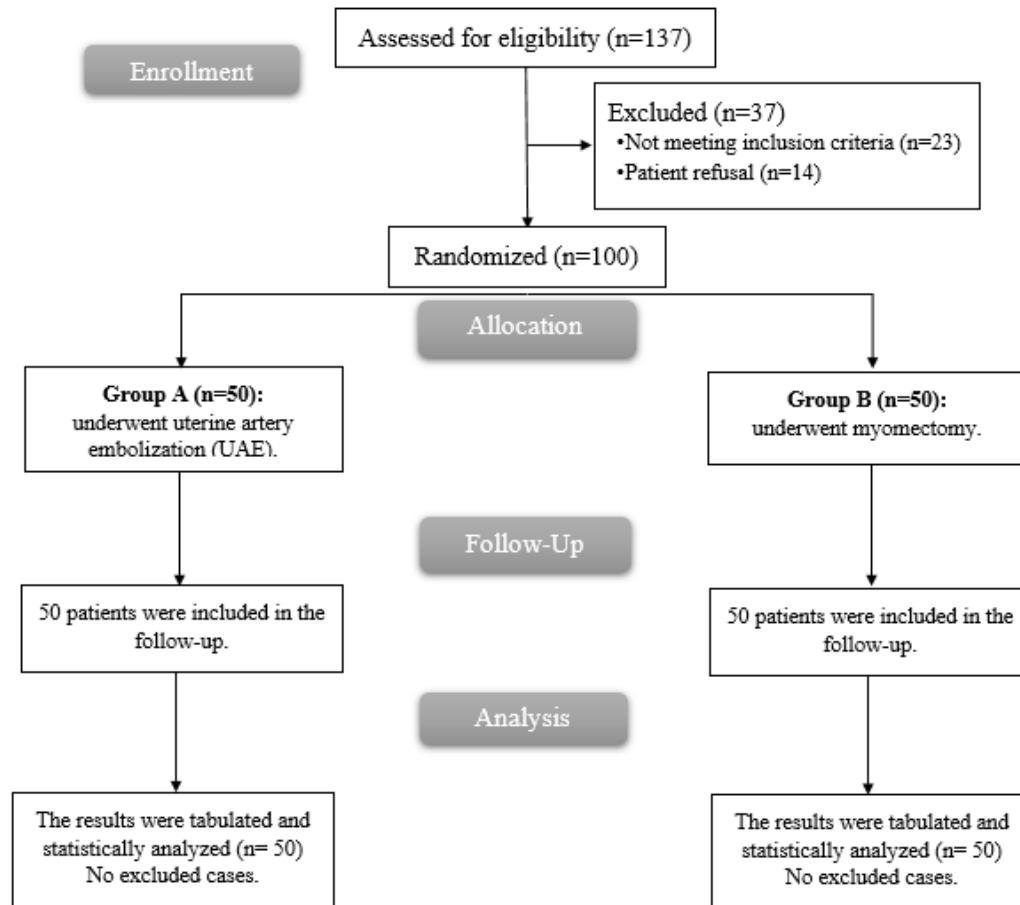 Assessed for eligibility (n=137)
Enrollment
Excluded (n=37)
•Not meeting inclusion criteria (n=23)
•Patient refusal (n=14)
Randomized (n=100)
Allocation
Group A (n=50):
underwent uterine artery
embolization (UAE).
Group B (n=50):
underwent myomectomy.
Follow-Up
50 patients were included in the
follow-up.
50 patients were included in the
follow-up.
Analysis
The results were tabulated and
statistically analyzed (n= 50)
No excluded cases.
The results were tabulated and
statistically analyzed (n= 50)
No excluded cases.